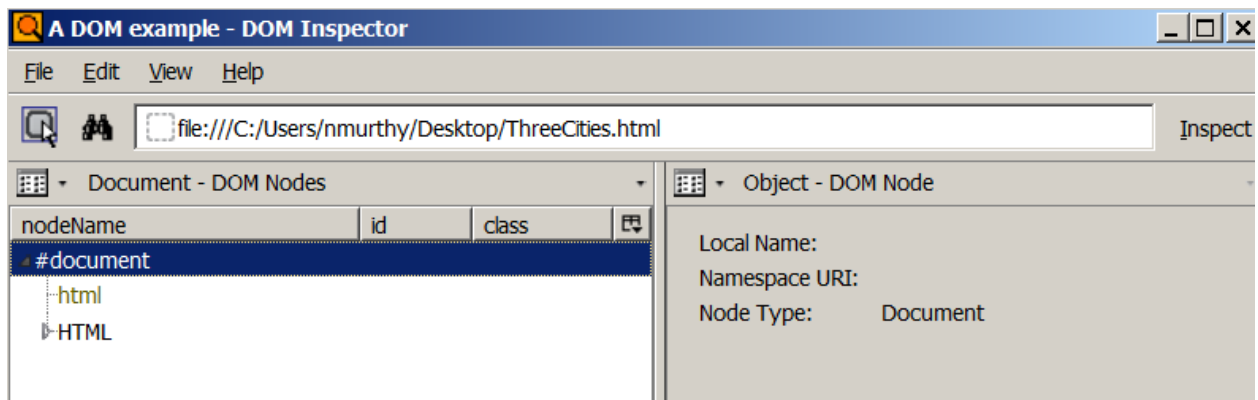 A DOM example - DOM Inspector
File Edit View Help
file:///C:/Users/nmurthy/Desktop/ThreeCities.html Inspect
Document - DOM Nodes
nodeName id class
#document
html
HTML
Object - DOM Node
Local Name:
Namespace URI:
Node Type: Document